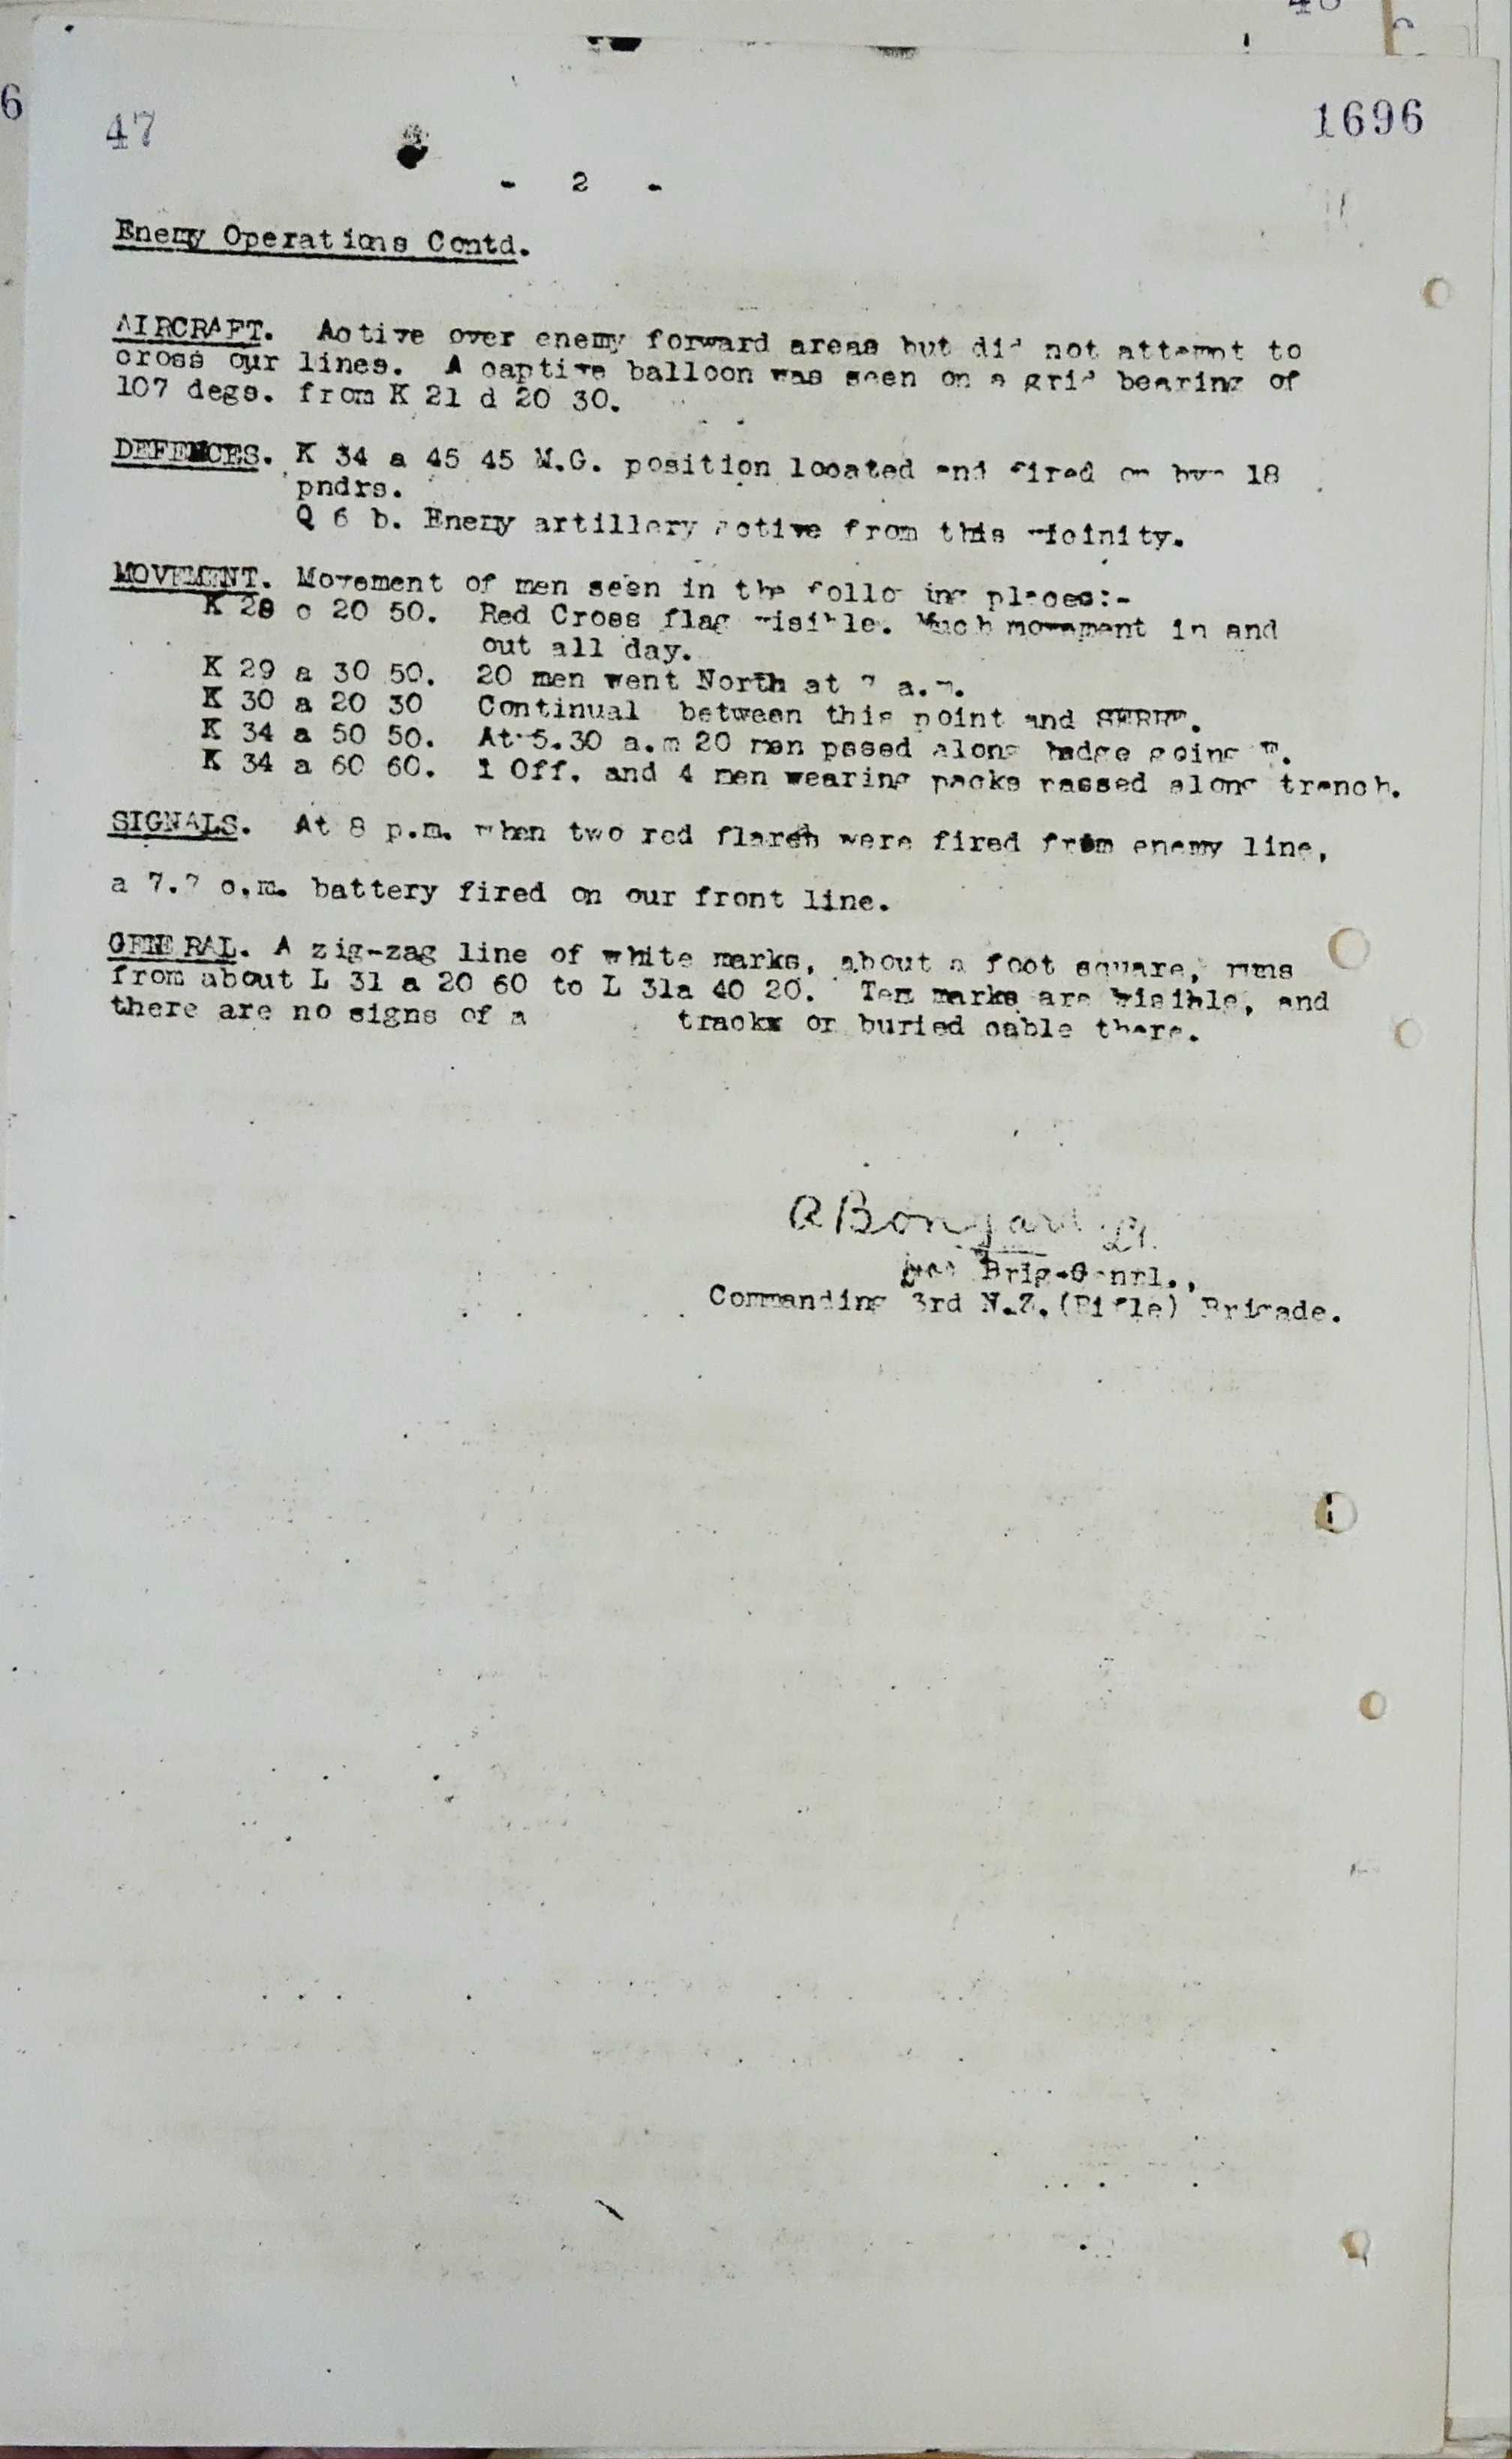 47
1696
- 2 -
Enemy Operations Contd.
AIRCRAFT. Active over enemy forward areas but did not attempt to
cross our lines. A captive balloon was seen on a grid bearing of
107 degs. from K 21 d 20 30.
DEFENCES. K 34 a 45 45 M.G. position located and fired on by 18
pndrs.
Q 6 b. Enemy artillery active from this vicinity.
MOVEMENT. Movement of men seen in the following places:-
K 28 c 20 50. Red Cross flag visible. Much movement in and
out all day.
K 29 a 30 50. 20 men went North at a.m.
K 30 a 20 30 Continual between this point and SERRE.
K 34 a 50 50. At 5.30 a.m 20 men pased along hedge going
K 34 a 60 60. 1 Off. and 4 men wearing packs passed along trench.
SIGNALS. At 8 p.m. when two red flares were fired from enemy line,
a 7.7 c.m. battery fired on our front line.
GENERAL. A zig-zag line of white marks, about a foot square, runs
from about L 31 a 20 60 to L 31a 40 20. Ten marks are visible, and
there are no signs of a track or buried cable there.
Brig-Genrl.,
Commanding 3rd N.Z.(Rifle) Brigade.